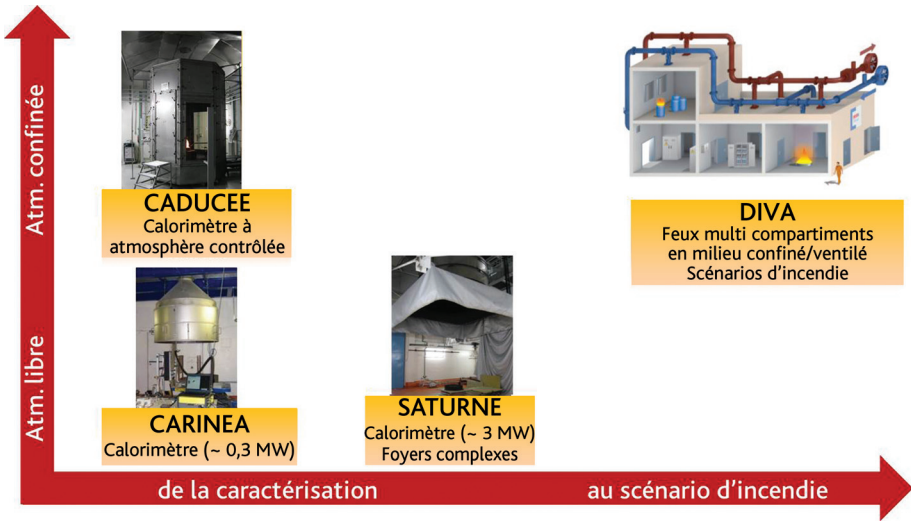 Atm. confinée
Atm. libre
CADUCEE
Calorimètre à
atmosphère contrôlée
DIVA
Feux multi compartiments
en milieu confiné/ventilé
Scénarios d'incendie
CARINEA
Calorimètre (~ 0,3 MW)
SATURNE
Calorimètre (~ 3 MW)
Foyers complexes
de la caractérisation
au scénario d'incendie